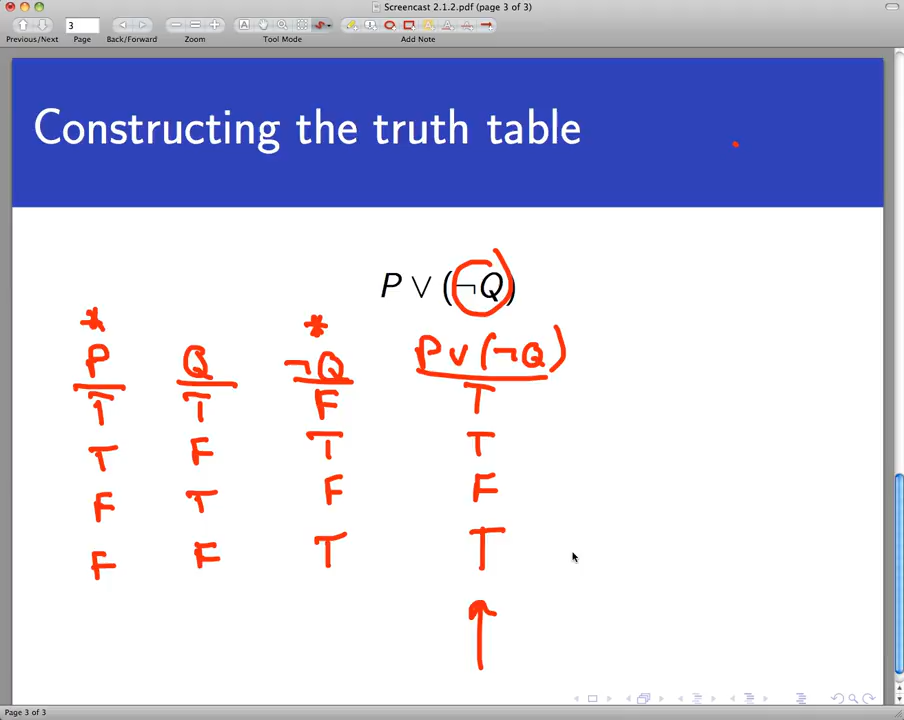 Screencast 2.1.2.pdf (page 3 of 3)
3
Previous/Next Page Back/Forward Zoom Tool Mode Add Note
Constructing the truth table
P ∨ (¬Q)
* *
P Q ¬Q P ∨ (¬Q)
T T F T
T F T T
F T F F
F F T T
Page 3 of 3